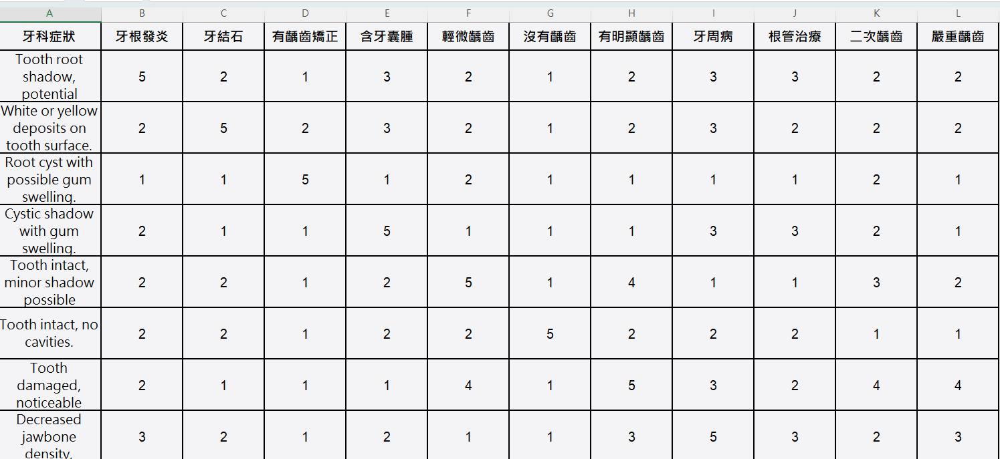 A B C D E F G H I J K L
牙科症狀 牙根發炎 牙結石 有齲齒矯正 含牙囊腫 輕微齲齒 沒有齲齒 有明顯齲齒 牙周病 根管治療 二次齲齒 嚴重齲齒
Tooth root
shadow,
potential
5 2 1 3 2 1 2 3 3 2 2
White or yellow
deposits on
tooth surface.
2 5 2 3 2 1 2 3 2 2 2
Root cyst with
possible gum
swelling.
1 1 5 1 2 1 1 1 1 2 1
Cystic shadow
with gum
swelling.
2 1 1 5 1 1 1 3 3 2 1
Tooth intact,
minor shadow
possible
2 2 1 2 5 1 4 1 1 3 2
Tooth intact, no
cavities.
2 2 1 2 2 5 2 2 2 1 1
Tooth
damaged,
noticeable
2 1 1 1 4 1 5 3 2 4 4
Decreased
jawbone
density,
3 2 1 2 1 1 3 5 3 2 3